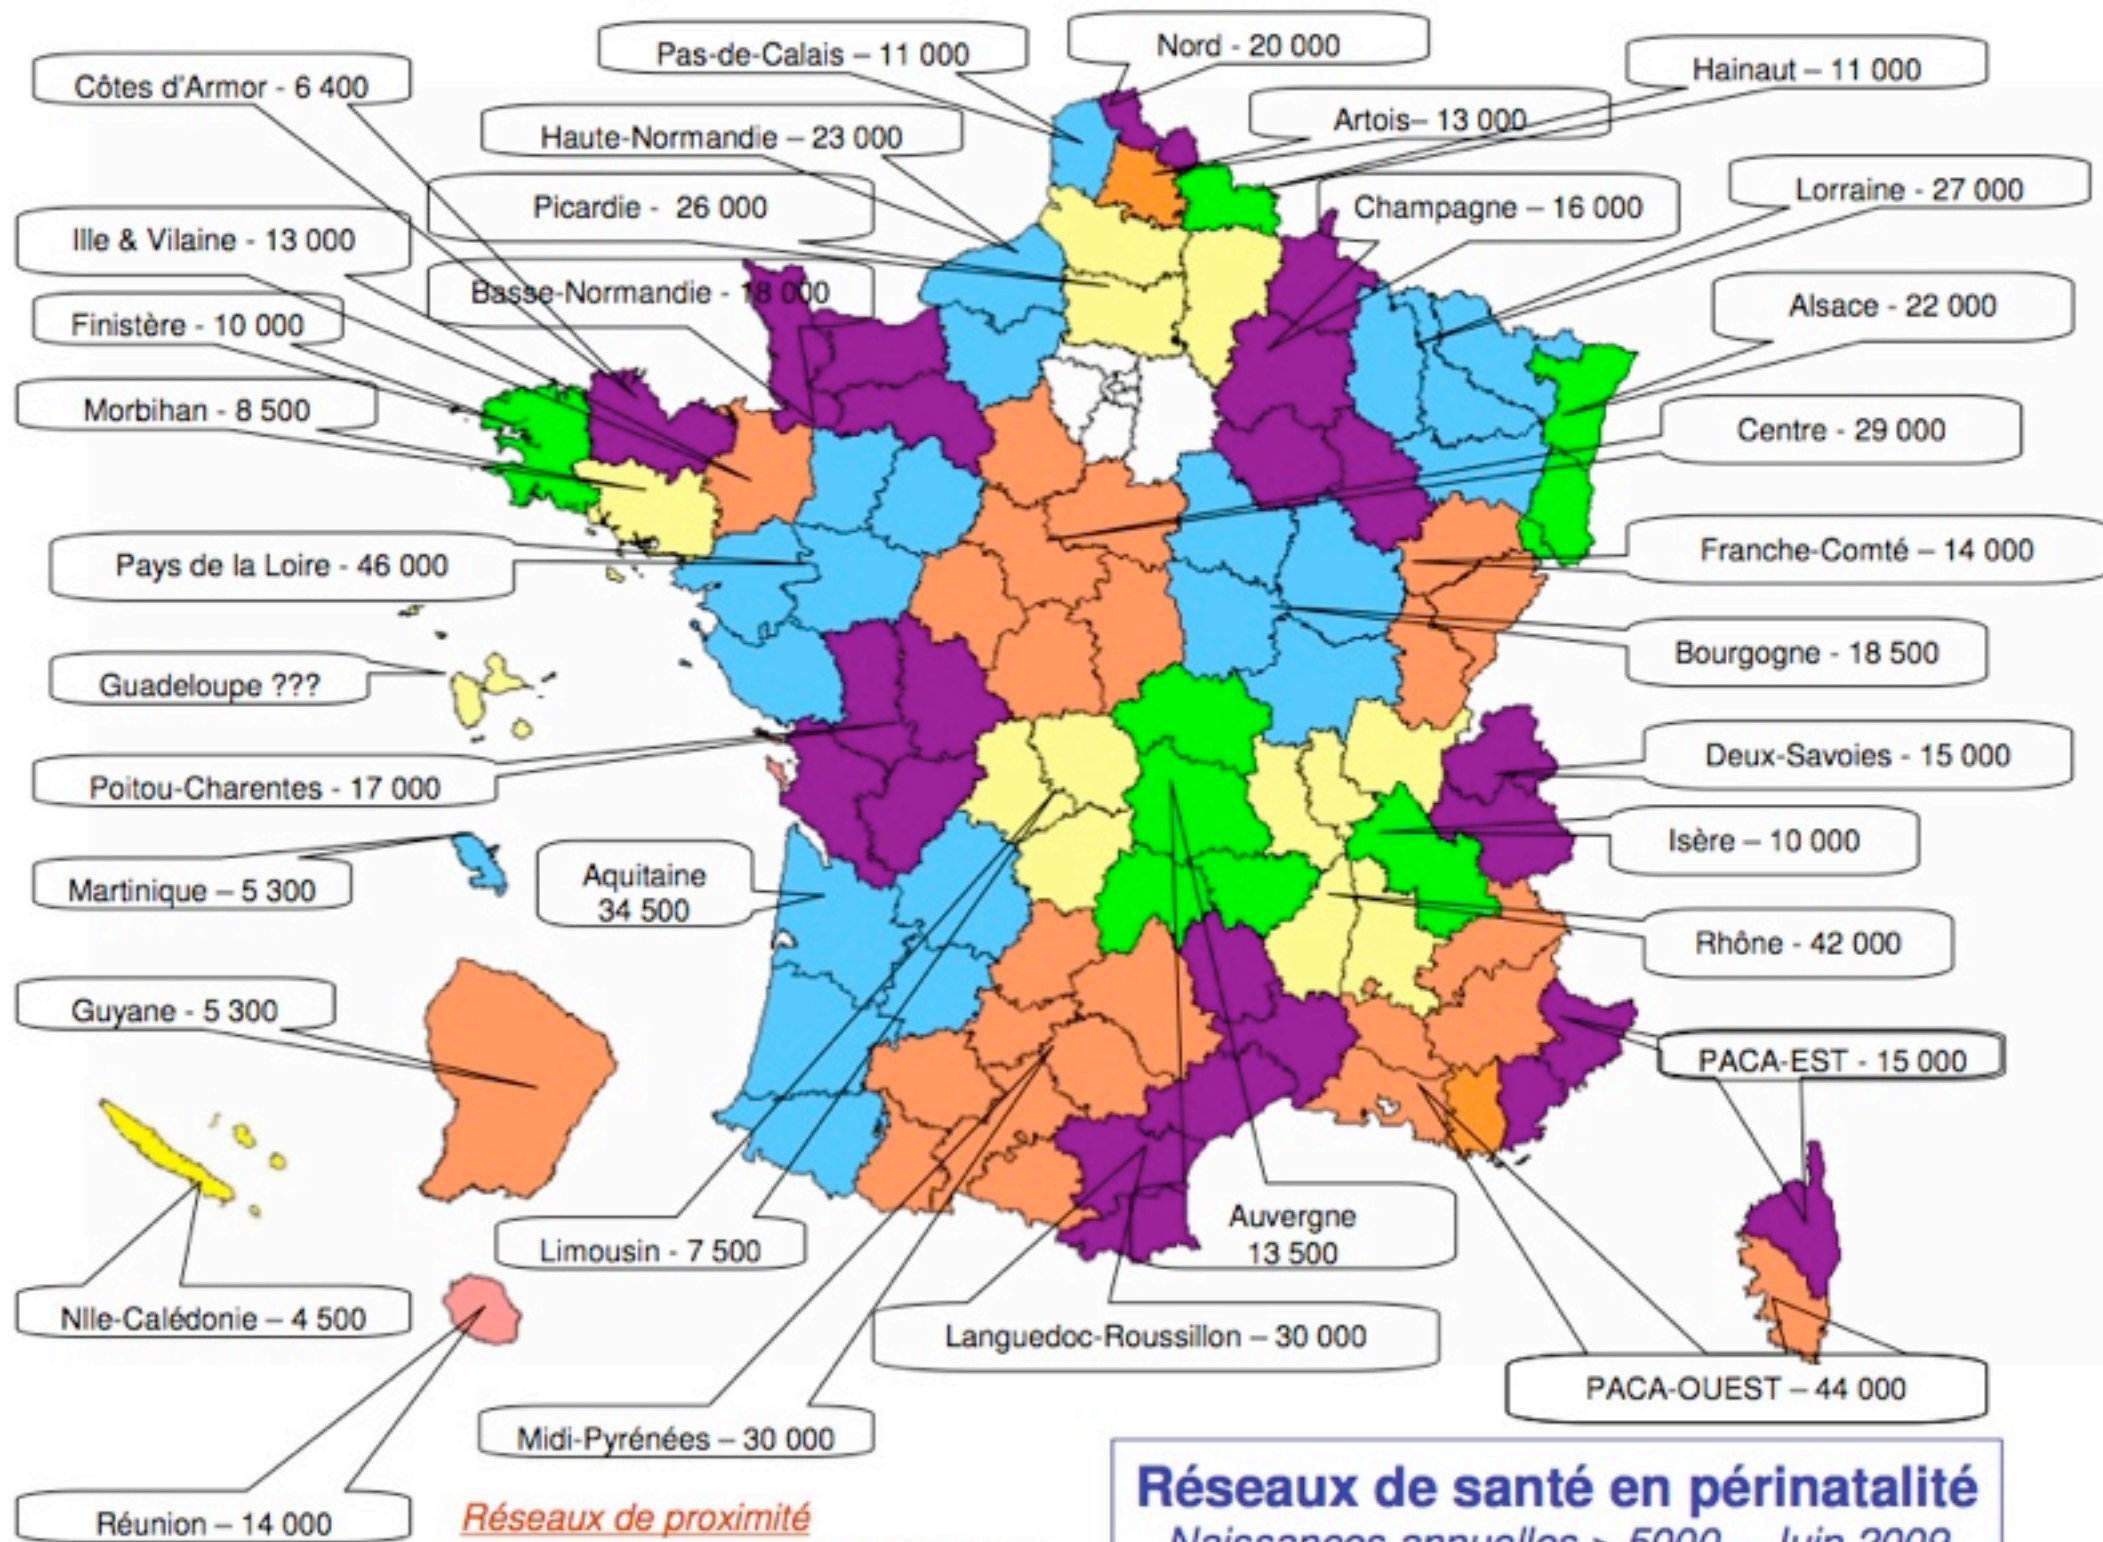 Pas-de-Calais – 11 000
Nord - 20 000
Hainaut – 11 000
Côtes d'Armor - 6 400
Haute-Normandie – 23 000
Artois– 13 000
Picardie - 26 000
Champagne – 16 000
Lorraine - 27 000
Ille & Vilaine - 13 000
Basse-Normandie - 18 000
Alsace - 22 000
Finistère - 10 000
Morbihan - 8 500
Centre - 29 000
Pays de la Loire - 46 000
Franche-Comté – 14 000
Bourgogne - 18 500
Guadeloupe ???
Deux-Savoies - 15 000
Poitou-Charentes - 17 000
Isère – 10 000
Martinique – 5 300
Aquitaine
34 500
Rhône - 42 000
Guyane - 5 300
PACA-EST - 15 000
Limousin - 7 500
Auvergne
13 500
Nlle-Calédonie – 4 500
Languedoc-Roussillon – 30 000
PACA-OUEST – 44 000
Midi-Pyrénées – 30 000
Réunion – 14 000
Réseaux de proximité
Réseaux de santé en périnatalité
Naissances annuelles > 5000 – Juin 2009